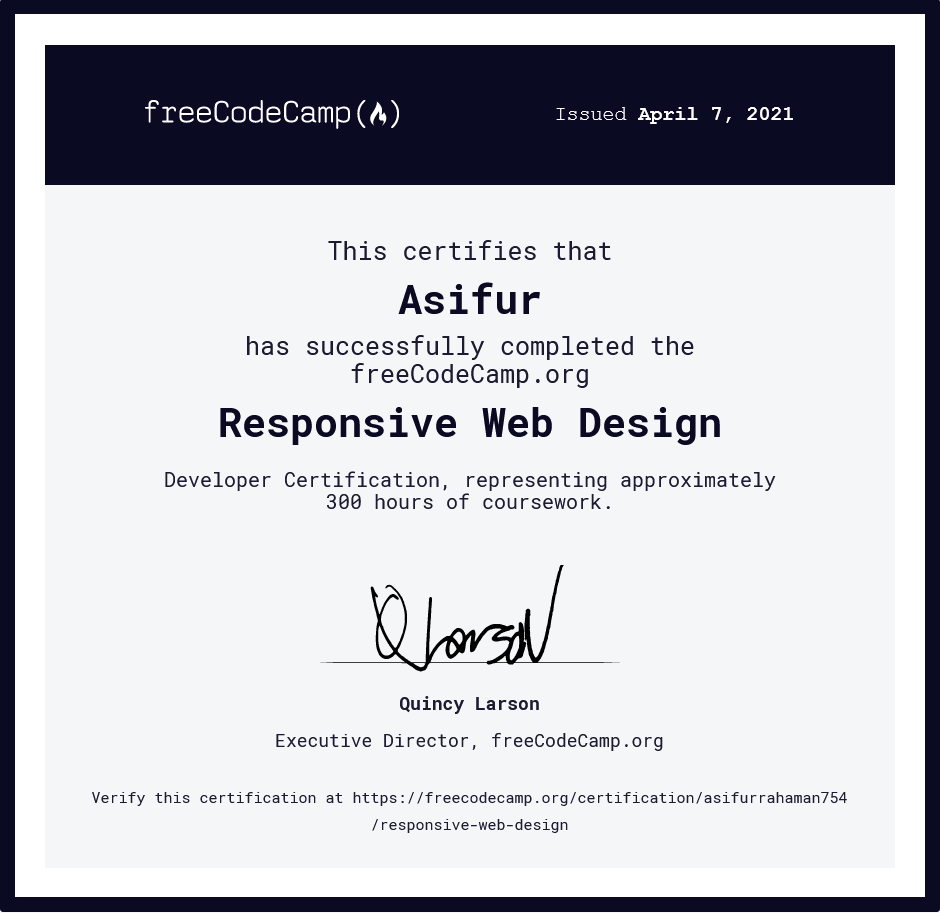 freeCodeCamp
Issued April 7, 2021
This certifies that
Asifur
has successfully completed the
freeCodeCamp.org
Responsive Web Design
Developer Certification, representing approximately
300 hours of coursework.
Quincy Larson
Executive Director, freeCodeCamp.org
Verify this certification at https://freecodecamp.org/certification/asifurrahaman754
/responsive-web-design